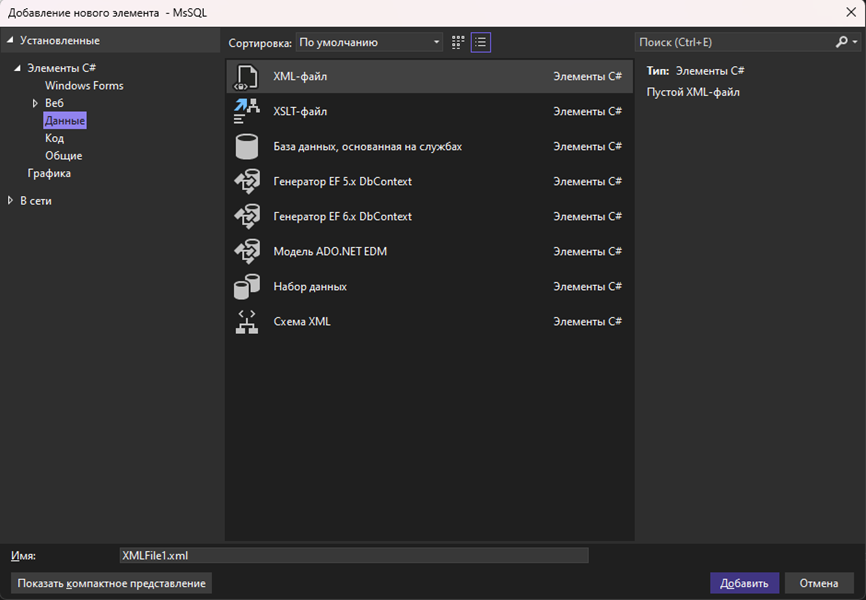 Добавление нового элемента - MsSQL
Установленные
Сортировка: По умолчанию
Поиск (Ctrl+E)
Элементы C#
Windows Forms
Веб
Данные
Код
Общие
Графика
В сети
XML-файл Элементы C#
XSLT-файл Элементы C#
База данных, основанная на службах Элементы C#
Генератор EF 5.x DbContext Элементы C#
Генератор EF 6.x DbContext Элементы C#
Модель ADO.NET EDM Элементы C#
Набор данных Элементы C#
Схема XML Элементы C#
Тип: Элементы C#
Пустой XML-файл
Имя: XMLFile1.xml
Показать компактное представление
Добавить
Отмена